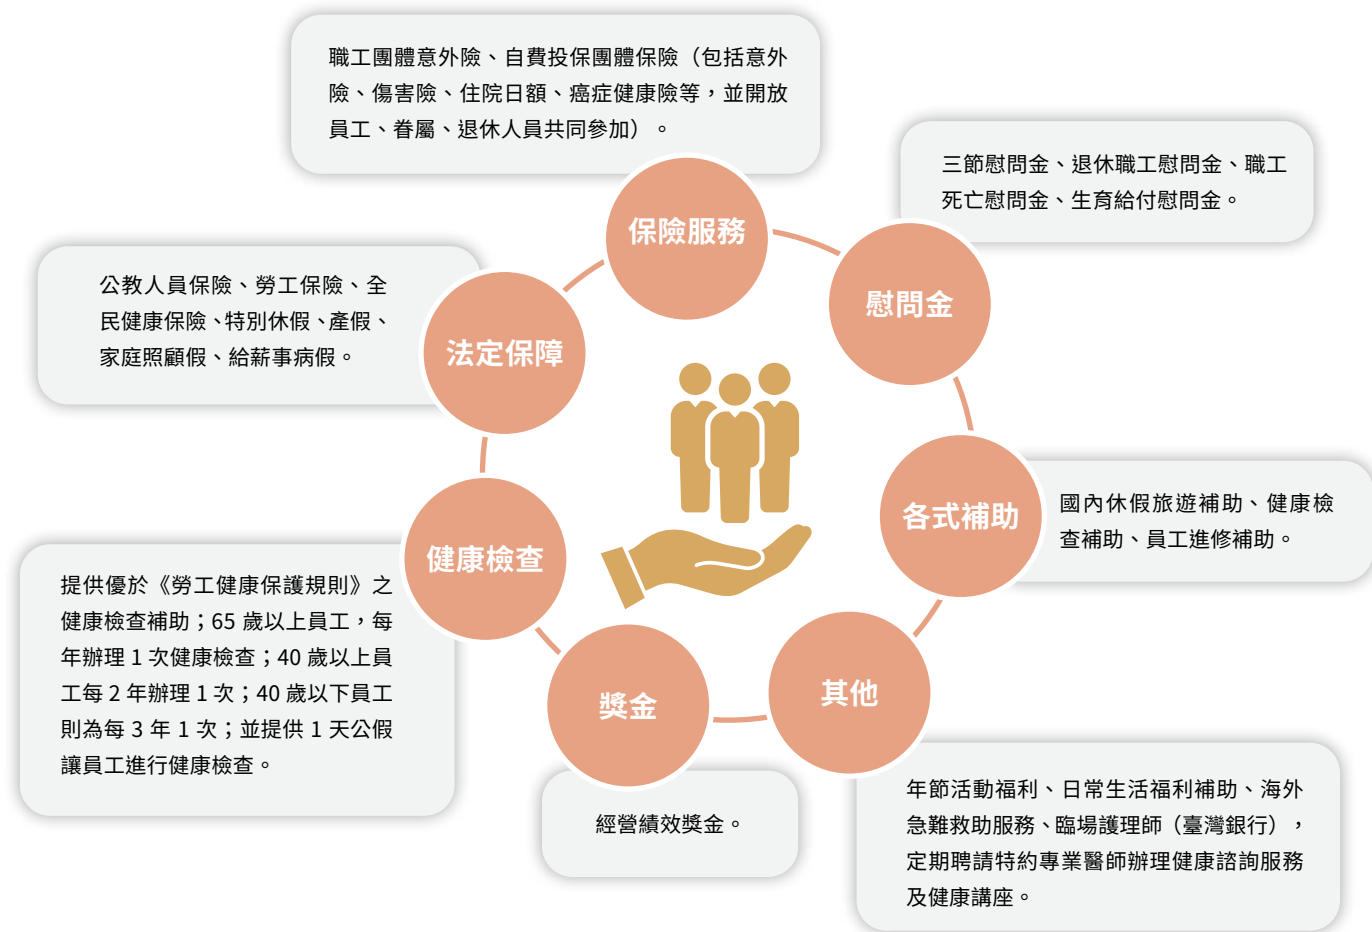 職工團體意外險、自費投保團體保險（包括意外
險、傷害險、住院日額、癌症健康險等，並開放
員工、眷屬、退休人員共同參加）。
保險服務
三節慰問金、退休職工慰問金、職工
死亡慰問金、生育給付慰問金。
慰問金
公教人員保險、勞工保險、全
民健康保險、特別休假、產假、
家庭照顧假、給薪事病假。
法定保障
國內休假旅遊補助、健康檢
查補助、員工進修補助。
各式補助
提供優於《勞工健康保護規則》之
健康檢查補助；65 歲以上員工，每
年辦理 1 次健康檢查；40 歲以上員
工每 2 年辦理 1 次；40 歲以下員工
則為每 3 年 1 次；並提供 1 天公假
讓員工進行健康檢查。
健康檢查
獎金
經營績效獎金。
其他
年節活動福利、日常生活福利補助、海外
急難救助服務、臨場護理師（臺灣銀行），
定期聘請特約專業醫師辦理健康諮詢服務
及健康講座。